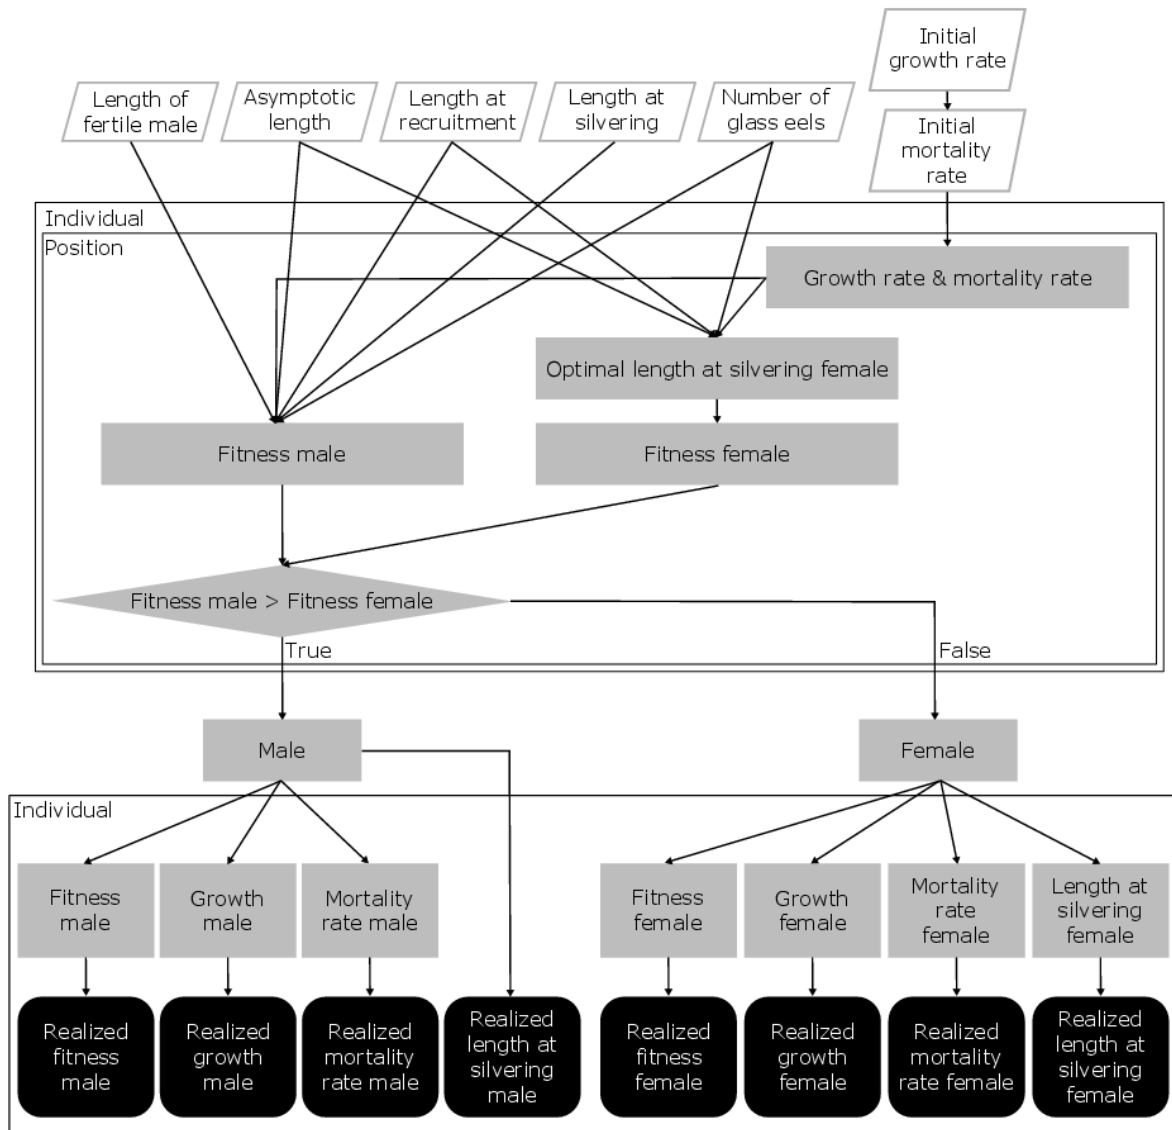 Initial
growth rate
Length of
fertile male
Asymptotic
length
Length at
recruitment
Length at
silvering
Number of
glass eels
Initial
mortality
rate
Individual
Position
Growth rate & mortality rate
Optimal length at silvering female
Fitness male
Fitness female
Fitness male > Fitness female
True
False
Male
Female
Individual
Fitness
male
Growth
male
Mortality
rate male
Fitness
female
Growth
female
Mortality
rate
female
Length at
silvering
female
Realized
fitness
male
Realized
growth
male
Realized
mortality
rate male
Realized
length at
silvering
male
Realized
fitness
female
Realized
growth
female
Realized
mortality
rate female
Realized
length at
silvering
female